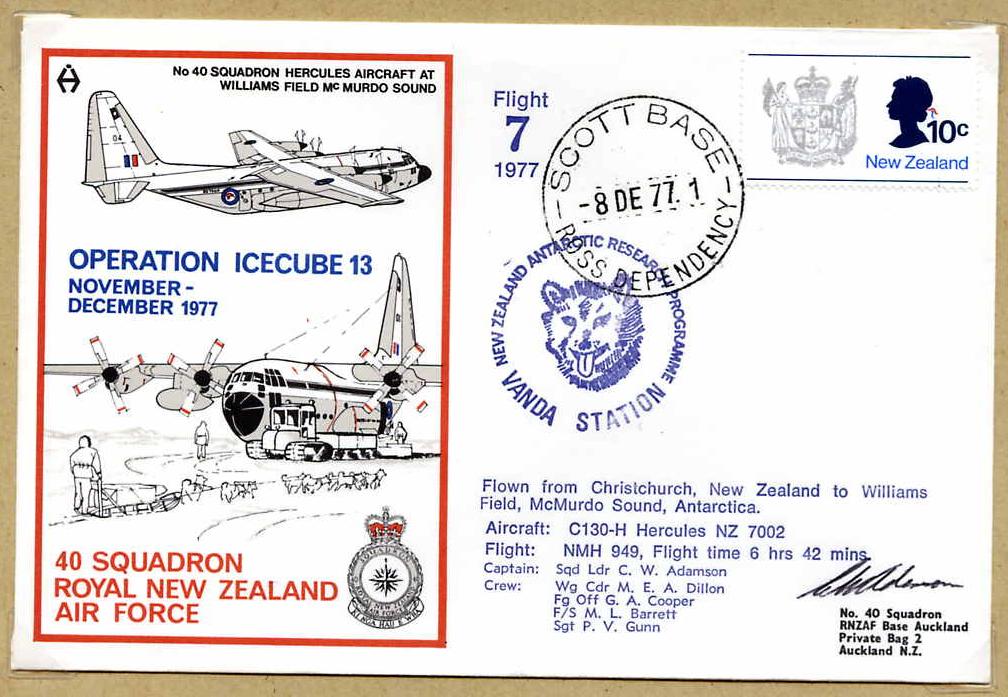 No 40 SQUADRON HERCULES AIRCRAFT AT
WILLIAMS FIELD Mc MURDO SOUND
04
OPERATION ICECUBE 13
NOVEMBER -
DECEMBER 1977
40 SQUADRON
ROYAL NEW ZEALAND
AIR FORCE
Flight
7
1977
SCOTT BASE
-8 DE 77.1
ROSS DEPENDENCY
10c
New Zealand
NEW ZEALAND ANTARCTIC RESEARCH PROGRAMME
VANDA STATION
Flown from Christchurch, New Zealand to Williams
Field, McMurdo Sound, Antarctica.
Aircraft: C130-H Hercules NZ 7002
Flight: NMH 949, Flight time 6 hrs 42 mins.
Captain: Sqd Ldr C. W. Adamson
Crew: Wg Cdr M. E. A. Dillon
Fg Off G. A. Cooper
F/S M. L. Barrett
Sgt P. V. Gunn
No. 40 Squadron
RNZAF Base Auckland
Private Bag 2
Auckland N.Z.